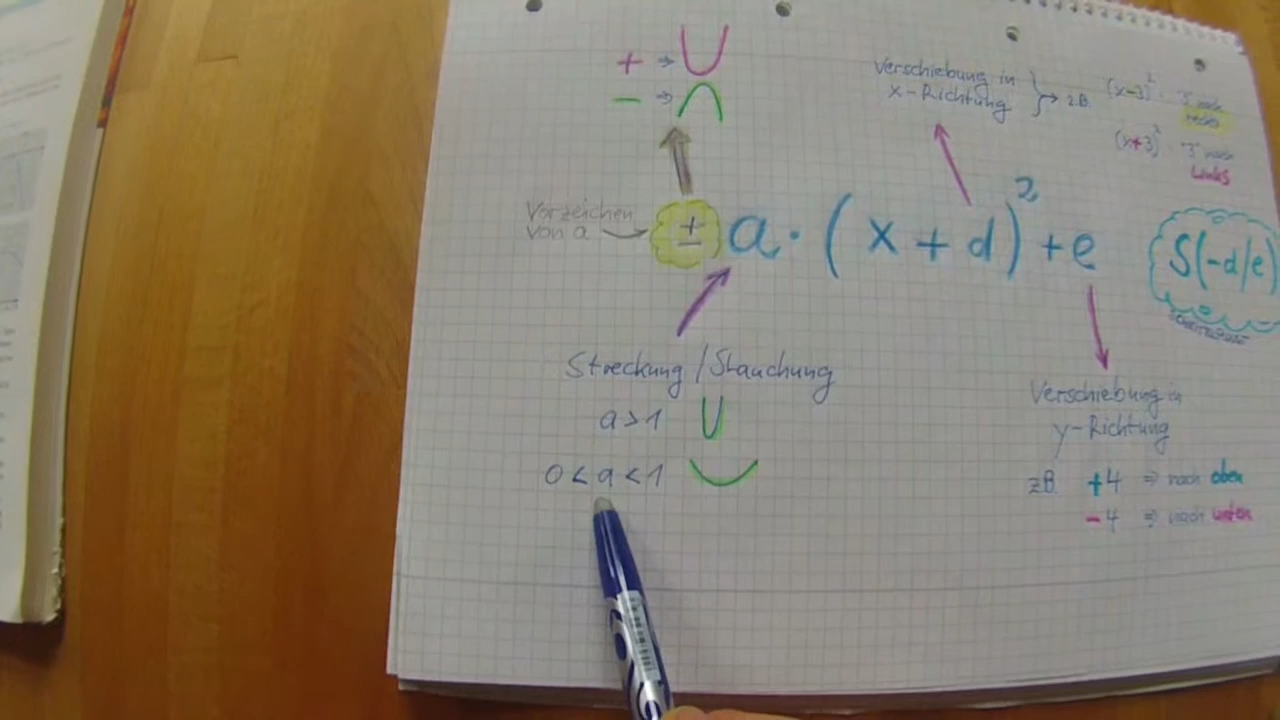 + →
- →
Verschiebung in
x-Richtung → z.B.
(x-3)² : 3 nach
rechts
(x+3)² 3 nach
Links
Vorzeichen
von a
± a · (x + d)² + e
S(-d/e)
Streckung / Stauchung
a > 1
0 < a < 1
Verschiebung in
y-Richtung
z.B. +4 ⇒ nach oben
-4 ⇒ nach unten